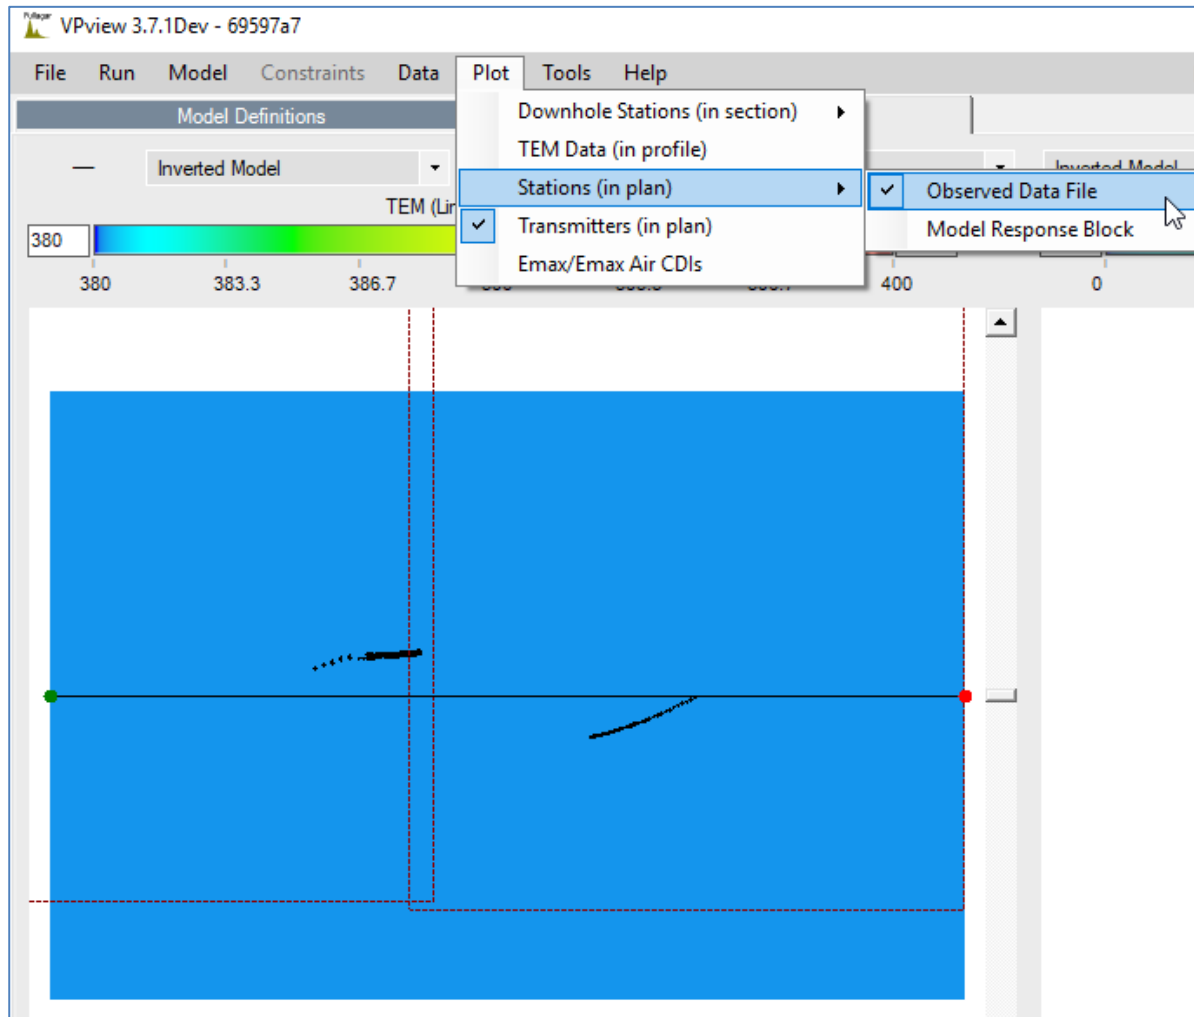 VPview 3.7.1Dev - 69597a7
File Run Model Constraints Data Plot Tools Help
Model Definitions
Downhole Stations (in section)
TEM Data (in profile)
Inverted Model
Inverted Model
Stations (in plan)
Observed Data File
TEM (Lin
Transmitters (in plan)
Model Response Block
380
Emax/Emax Air CDIs
380 383.3 386.7 400 0